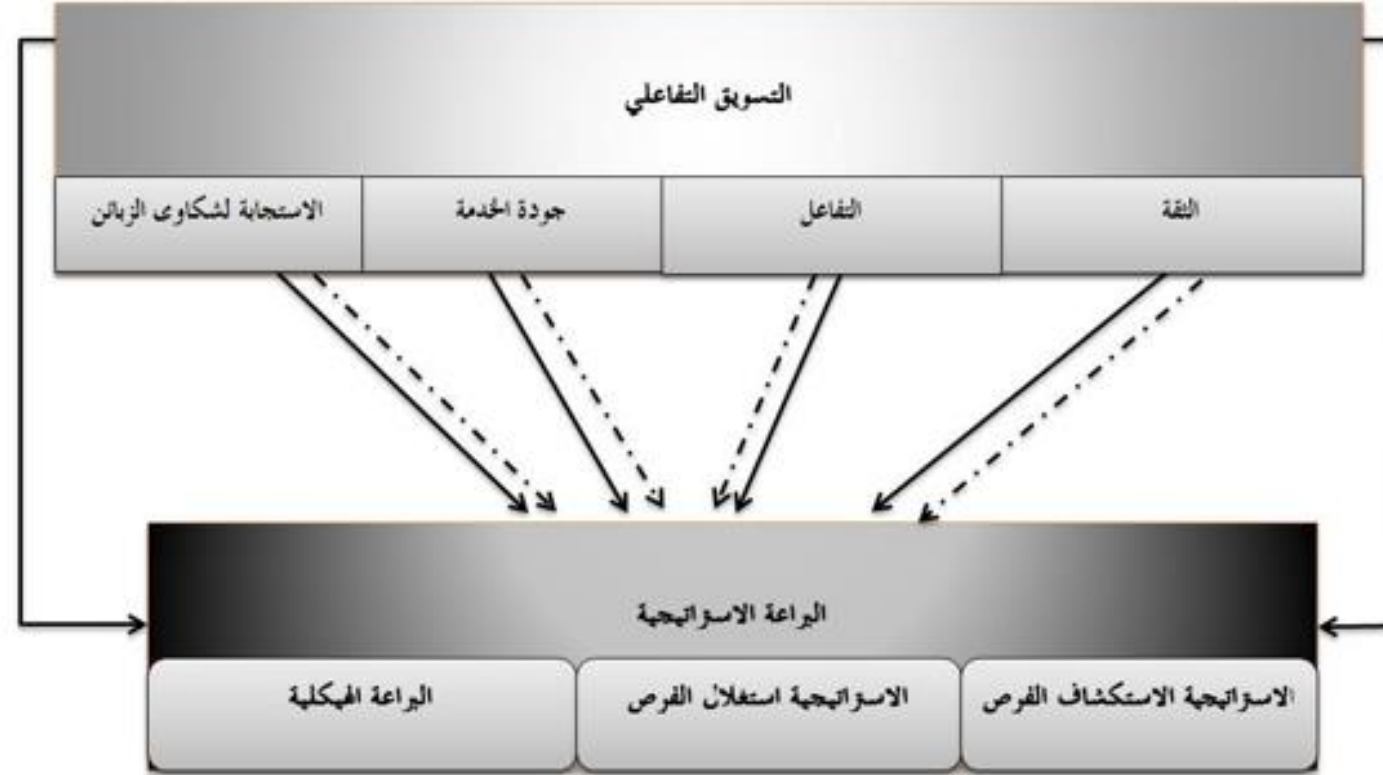 التسويق التفاعلي
الثقة
التفاعل
جودة الخدمة
الاستجابة لشكاوى الزبائن
البراعة الاستراتيجية
الاستراتيجية الاستكشاف الفرص
الاستراتيجية استغلال الفرص
البراعة الهيكلية